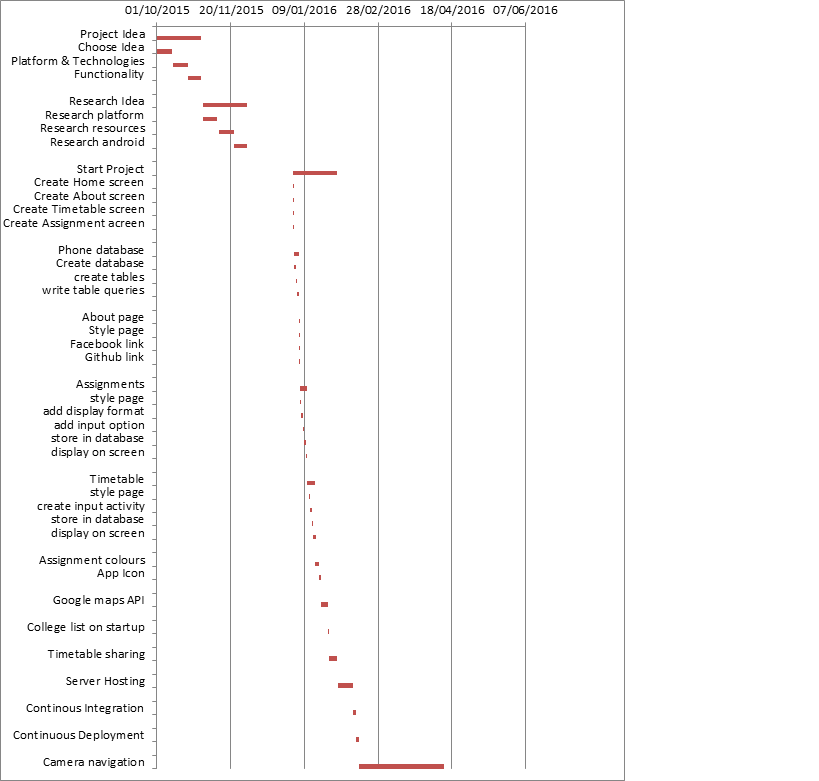 01/10/2015 20/11/2015 09/01/2016 28/02/2016 18/04/2016 07/06/2016
Project Idea
Choose Idea
Platform & Technologies
Functionality
Research Idea
Research platform
Research resources
Research android
Start Project
Create Home screen
Create About screen
Create Timetable screen
Create Assignment acreen
Phone database
Create database
create tables
write table queries
About page
Style page
Facebook link
Github link
Assignments
style page
add display format
add input option
store in database
display on screen
Timetable
style page
create input activity
store in database
display on screen
Assignment colours
App Icon
Google maps API
College list on startup
Timetable sharing
Server Hosting
Continous Integration
Continuous Deployment
Camera navigation